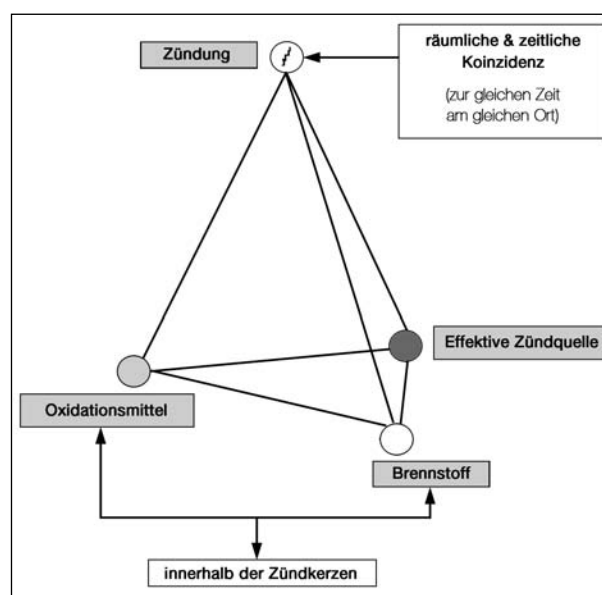 Zündung
räumliche & zeitliche
Koinzidenz
(zur gleichen Zeit
am gleichen Ort)
Effektive Zündquelle
Oxidationsmittel
Brennstoff
innerhalb der Zündkerzen